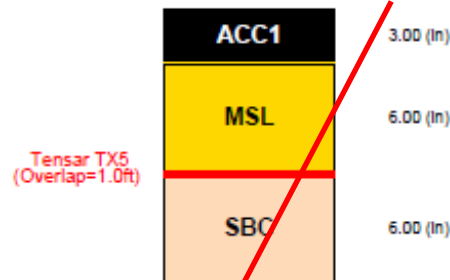 ACC1
3.00 (In)
MSL
6.00 (In)
Tensar TX5
(Overlap=1.0ft)
SBC
6.00 (In)